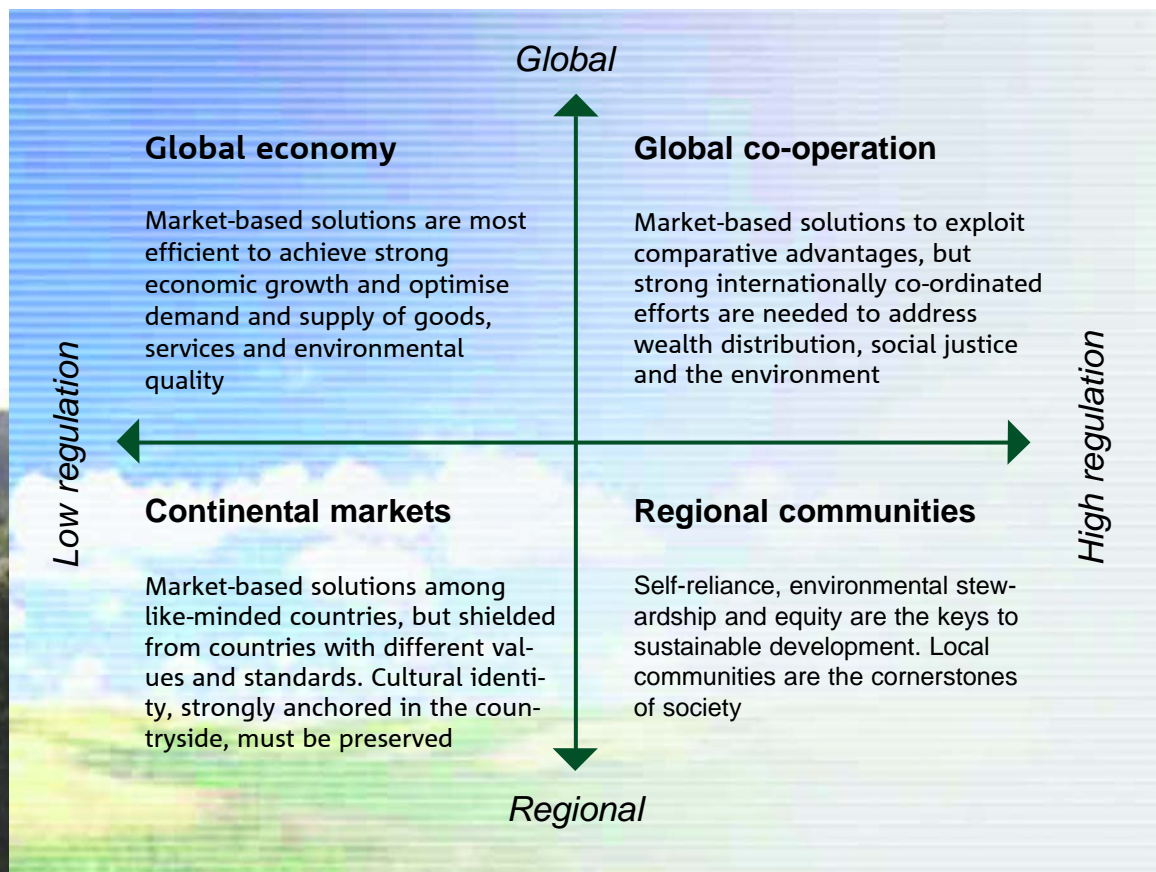 Global
Global economy
Market-based solutions are most
efficient to achieve strong
economic growth and optimise
demand and supply of goods,
services and environmental
quality
Global co-operation
Market-based solutions to exploit
comparative advantages, but
strong internationally co-ordinated
efforts are needed to address
wealth distribution, social justice
and the environment
Low regulation
High regulation
Continental markets
Market-based solutions among
like-minded countries, but shielded
from countries with different val-
ues and standards. Cultural identi-
ty, strongly anchored in the coun-
tryside, must be preserved
Regional communities
Self-reliance, environmental stew-
ardship and equity are the keys to
sustainable development. Local
communities are the cornerstones
of society
Regional